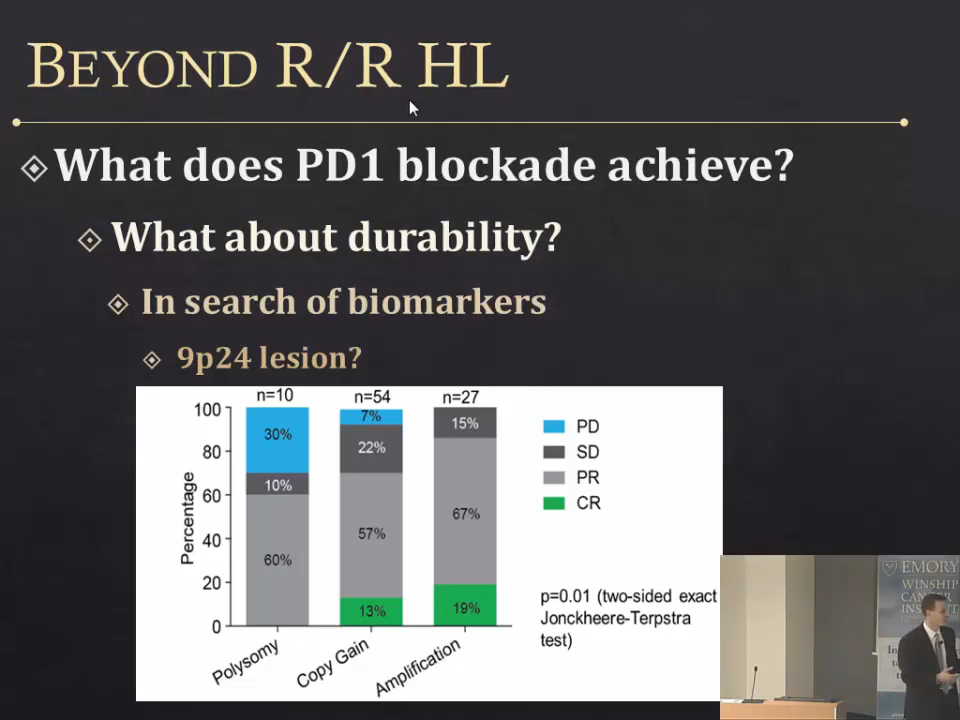 BEYOND R/R HL
What does PD1 blockade achieve?
What about durability?
In search of biomarkers
9p24 lesion?
n=10 n=54 n=27
100
80
60
40
20
0
Percentage
30%
10%
60%
7%
22%
57%
13%
15%
67%
19%
Polysomy
Copy Gain
Amplification
PD
SD
PR
CR
p=0.01 (two-sided exact
Jonckheere-Terpstra
test)
EMORY
WINSHIP